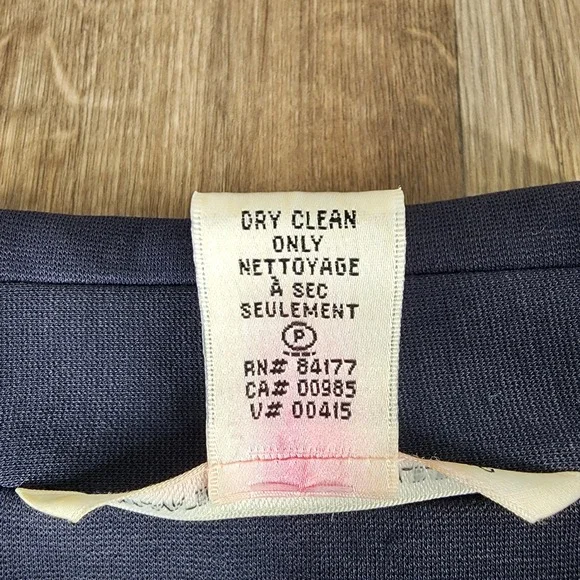 DRY CLEAN
ONLY
NETTOYAGE
À SEC
SEULEMENT
P
RN# 84177
CA# 00985
V# 00415